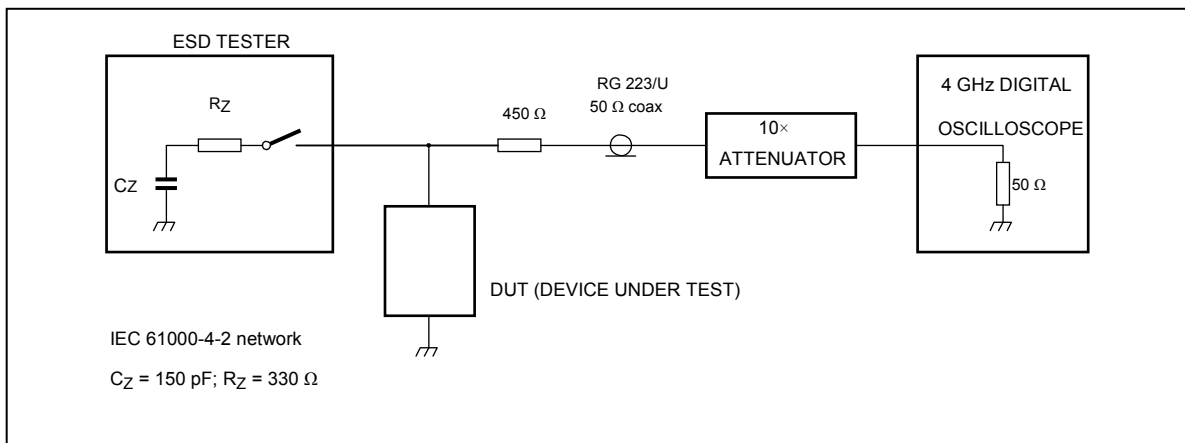 ESD TESTER
RZ
CZ
450 Ω
RG 223/U
50 Ω coax
10×
ATTENUATOR
4 GHz DIGITAL
OSCILLOSCOPE
50 Ω
DUT (DEVICE UNDER TEST)
IEC 61000-4-2 network
CZ = 150 pF; RZ = 330 Ω